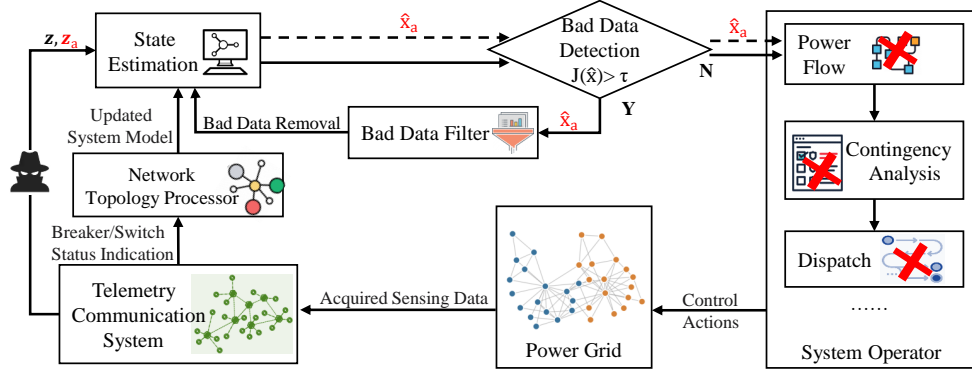 z, z_a
State
Estimation
x̂_a
Bad Data
Detection
J(x̂)> τ
x̂_a
N
Y
Power
Flow
Updated
System Model
Bad Data Removal
Bad Data Filter
x̂_a
Contingency
Analysis
Network
Topology Processor
Breaker/Switch
Status Indication
Dispatch
......
Telemetry
Communication
System
Acquired Sensing Data
Power Grid
Control
Actions
System Operator